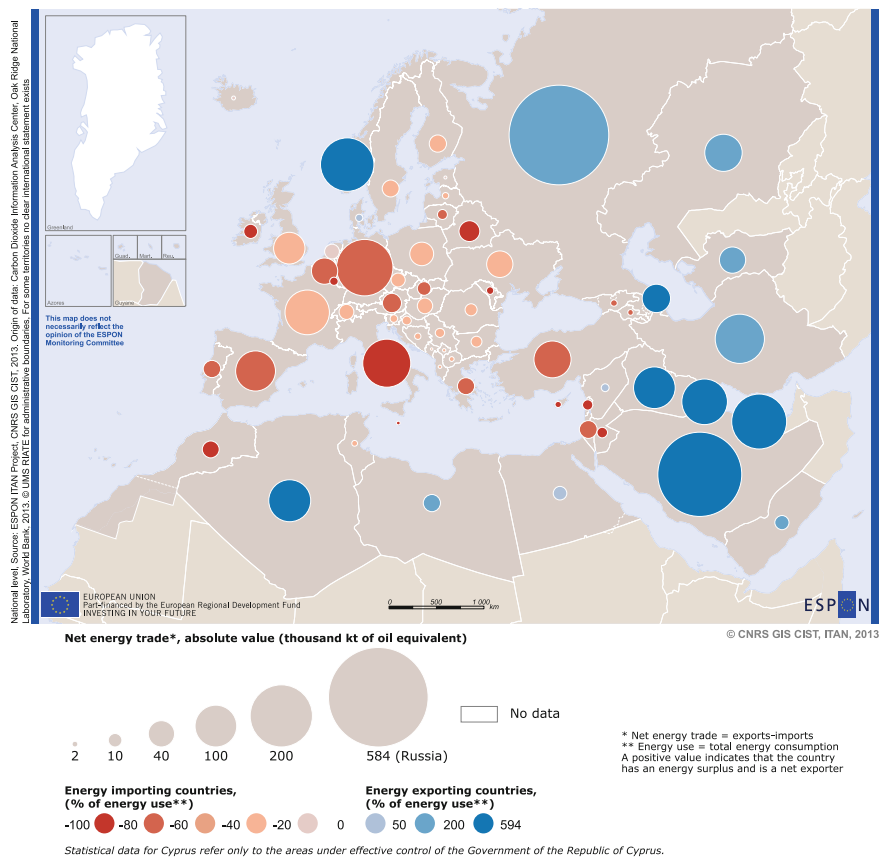 National level, Source: ESPON ITAN Project, CNRS GIS CIST, 2013. Origin of data: Carbon Dioxide Information Analysis Center, Oak Ridge National
Laboratory, World Bank, 2013. © UMS RIATE for administrative boundaries, For some territories no clear international statement exists
Greenland
Azores
Guad.
Mart.
Reu.
Guyane
This map does not
necessarily reflect the
opinion of the ESPON
Monitoring Committee
EUROPEAN UNION
Part-financed by the European Regional Development Fund
INVESTING IN YOUR FUTURE
0 500 1 000
km
ESPON
© CNRS GIS CIST, ITAN, 2013
Net energy trade*, absolute value (thousand kt of oil equivalent)
No data
2 10 40 100 200 584 (Russia)
* Net energy trade = exports-imports
** Energy use = total energy consumption
A positive value indicates that the country
has an energy surplus and is a net exporter
Energy importing countries,
(% of energy use**)
-100 -80 -60 -40 -20 0
Energy exporting countries,
(% of energy use**)
50 200 594
Statistical data for Cyprus refer only to the areas under effective control of the Government of the Republic of Cyprus.